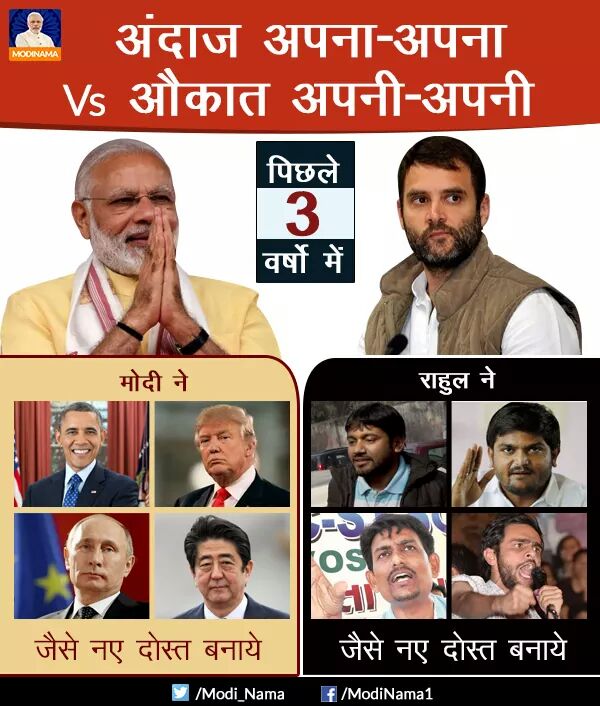 MODINAMA
अंदाज अपना-अपना
Vs औकात अपनी-अपनी
पिछले
3
वर्षो में
मोदी ने
राहुल ने
जैसे नए दोस्त बनाये
जैसे नए दोस्त बनाये
/Modi_Nama /ModiNama1